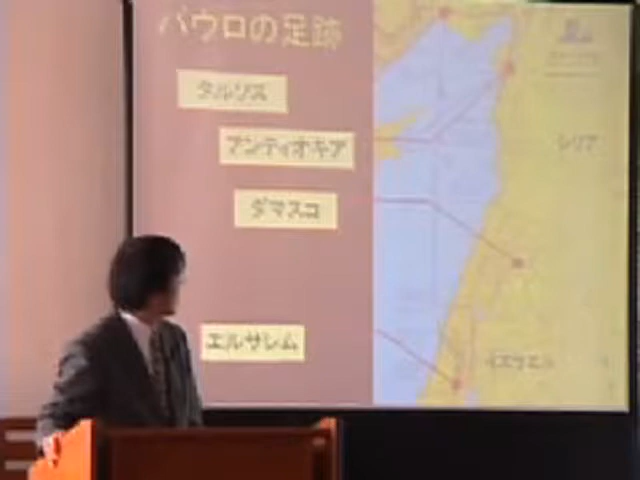 パウロの足跡
タルソス
アンティオキア
シリア
ダマスコ
エルサレム
イスラエル